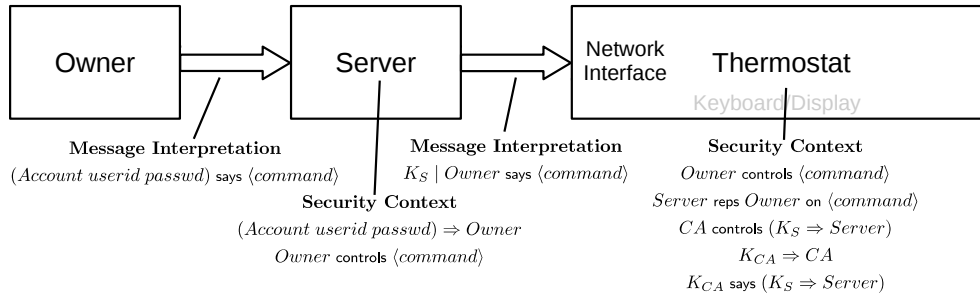 Owner
Server
Network
Interface
Thermostat
Keyboard/Display
Message Interpretation
(Account userid passwd) says ⟨command⟩
Security Context
(Account userid passwd) ⇒ Owner
Owner controls ⟨command⟩
Message Interpretation
K_S | Owner says ⟨command⟩
Security Context
Owner controls ⟨command⟩
Server reps Owner on ⟨command⟩
CA controls (K_S ⇒ Server)
K_CA ⇒ CA
K_CA says (K_S ⇒ Server)